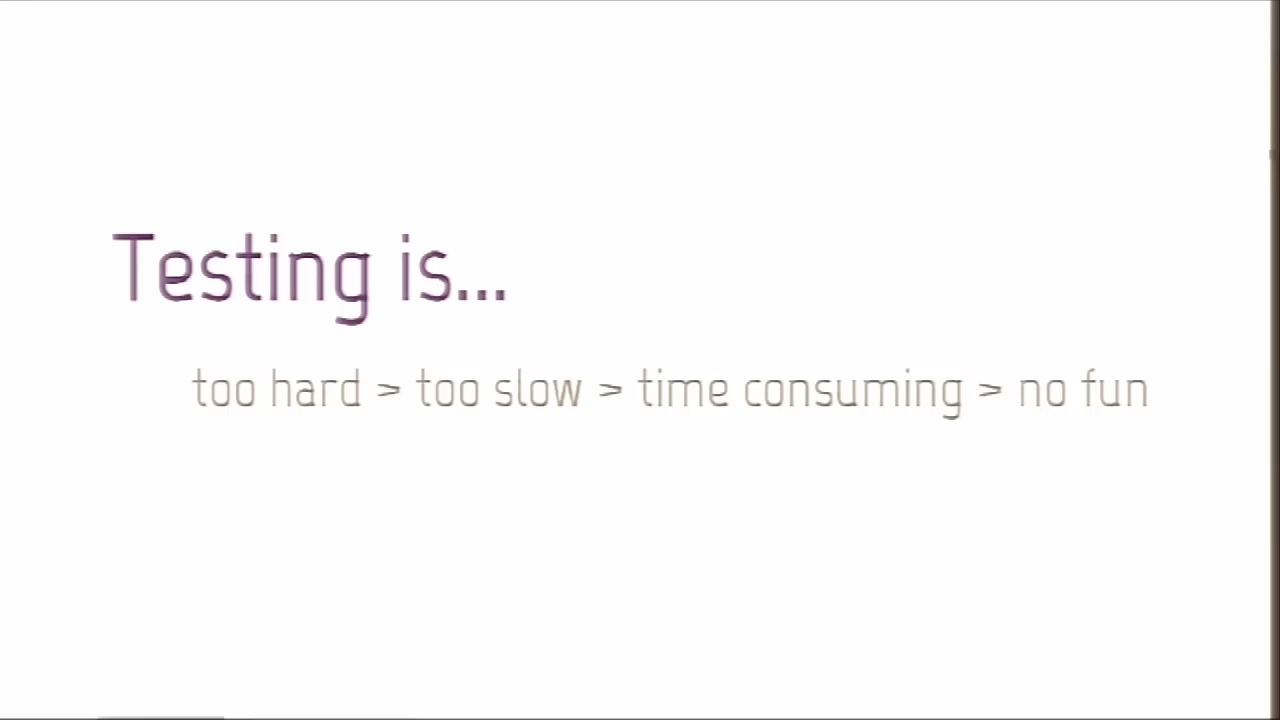 Testing is...
too hard > too slow > time consuming > no fun